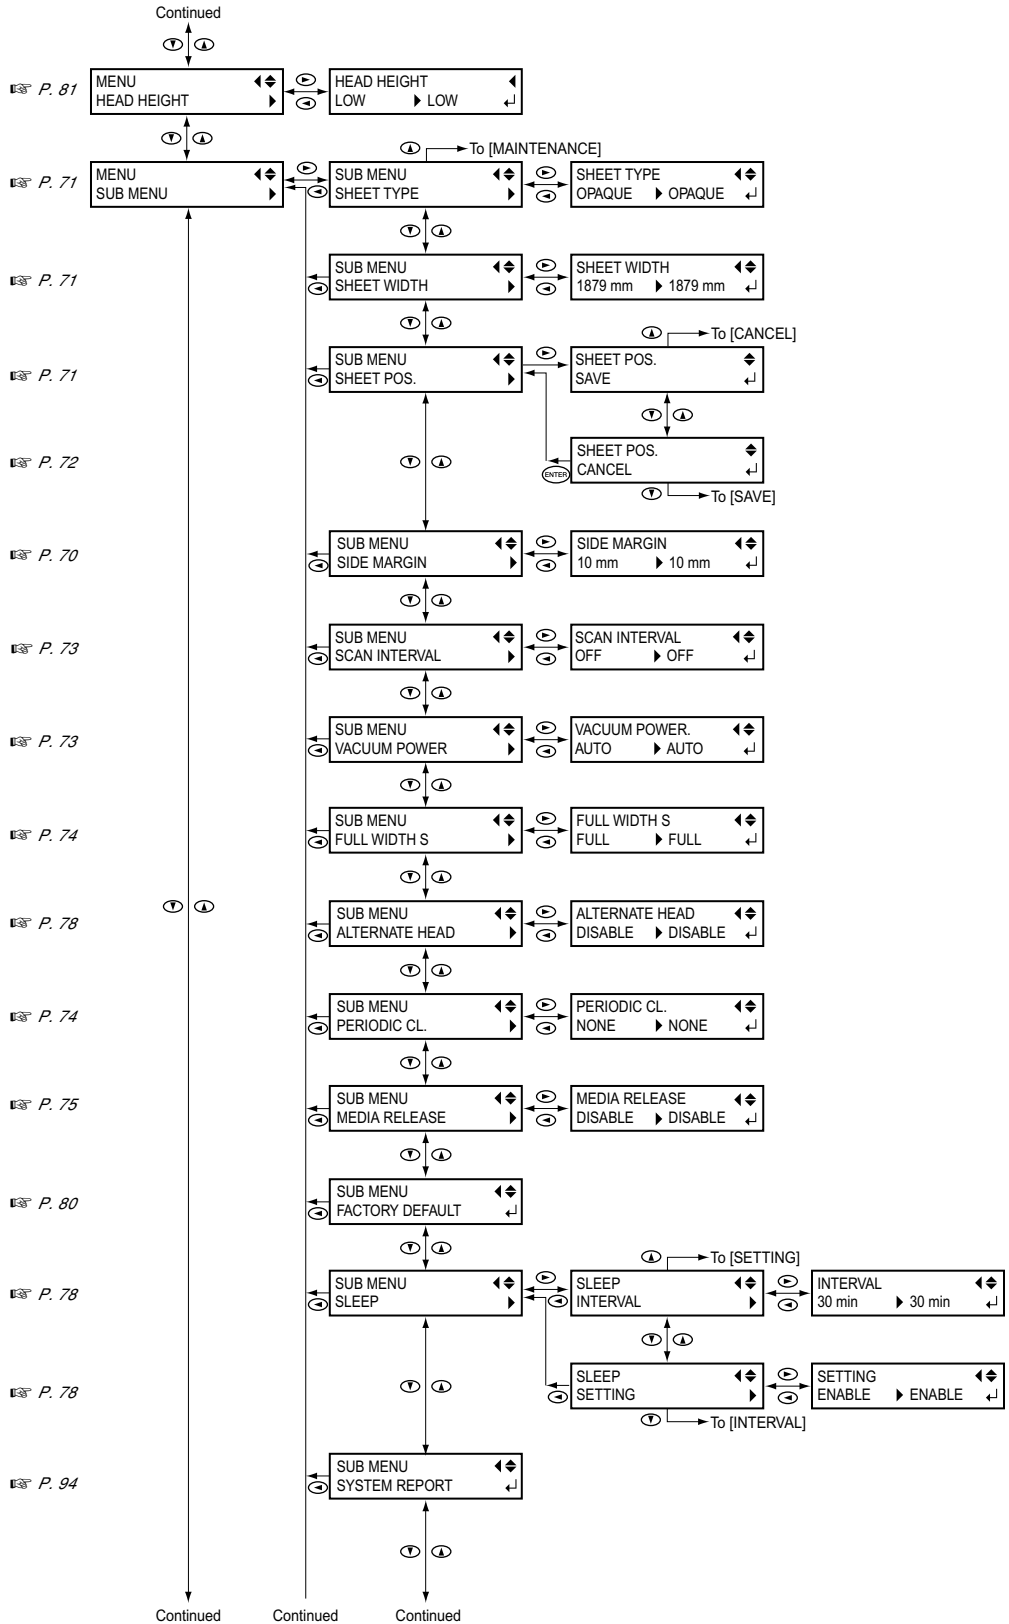 Continued
☞ P. 81
MENU
HEAD HEIGHT
HEAD HEIGHT
LOW LOW
To [MAINTENANCE]
☞ P. 71
MENU
SUB MENU
SUB MENU
SHEET TYPE
SHEET TYPE
OPAQUE OPAQUE
☞ P. 71
SUB MENU
SHEET WIDTH
SHEET WIDTH
1879 mm 1879 mm
To [CANCEL]
☞ P. 71
SUB MENU
SHEET POS.
SHEET POS.
SAVE
☞ P. 72
SHEET POS.
CANCEL
ENTER
To [SAVE]
☞ P. 70
SUB MENU
SIDE MARGIN
SIDE MARGIN
10 mm 10 mm
☞ P. 73
SUB MENU
SCAN INTERVAL
SCAN INTERVAL
OFF OFF
☞ P. 73
SUB MENU
VACUUM POWER
VACUUM POWER.
AUTO AUTO
☞ P. 74
SUB MENU
FULL WIDTH S
FULL WIDTH S
FULL FULL
☞ P. 78
SUB MENU
ALTERNATE HEAD
ALTERNATE HEAD
DISABLE DISABLE
☞ P. 74
SUB MENU
PERIODIC CL.
PERIODIC CL.
NONE NONE
☞ P. 75
SUB MENU
MEDIA RELEASE
MEDIA RELEASE
DISABLE DISABLE
☞ P. 80
SUB MENU
FACTORY DEFAULT
To [SETTING]
☞ P. 78
SUB MENU
SLEEP
SLEEP
INTERVAL
INTERVAL
30 min 30 min
☞ P. 78
SLEEP
SETTING
SETTING
ENABLE ENABLE
To [INTERVAL]
☞ P. 94
SUB MENU
SYSTEM REPORT
Continued Continued Continued